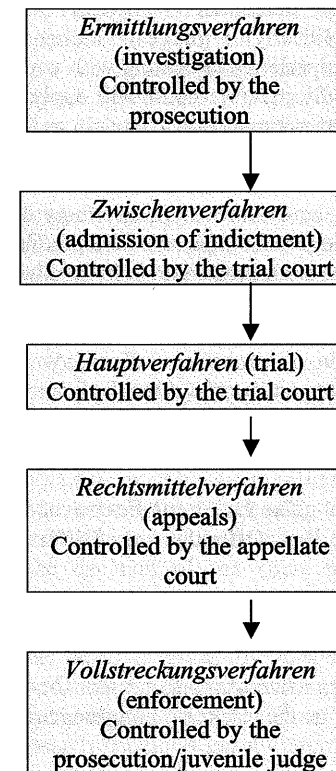 Ermittlungsverfahren
(investigation)
Controlled by the
prosecution
Zwischenverfahren
(admission of indictment)
Controlled by the trial court
Hauptverfahren (trial)
Controlled by the trial court
Rechtsmittelverfahren
(appeals)
Controlled by the appellate
court
Vollstreckungsverfahren
(enforcement)
Controlled by the
prosecution/juvenile judge